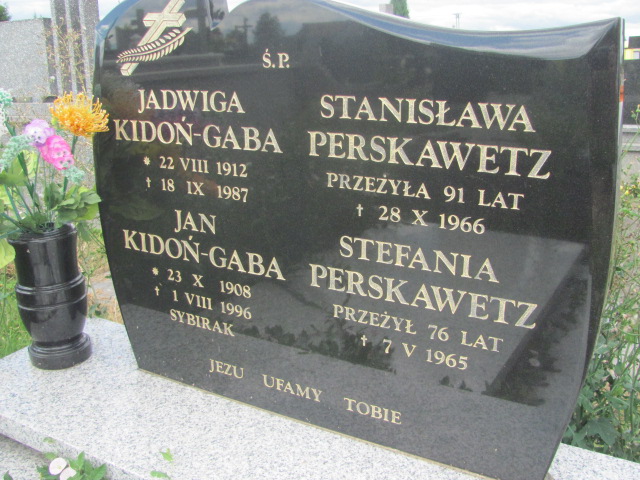 Ś.P.
JADWIGA
KIDOŃ-GABA
* 22 VIII 1912
† 18 IX 1987
JAN
KIDOŃ-GABA
* 23 X 1908
† 1 VIII 1996
SYBIRAK
STANISŁAWA
PERSKAWETZ
PRZEŻYŁA 91 LAT
† 28 X 1966
STEFANIA
PERSKAWETZ
PRZEŻYŁ 76 LAT
† 7 V 1965
JEZU UFAMY TOBIE